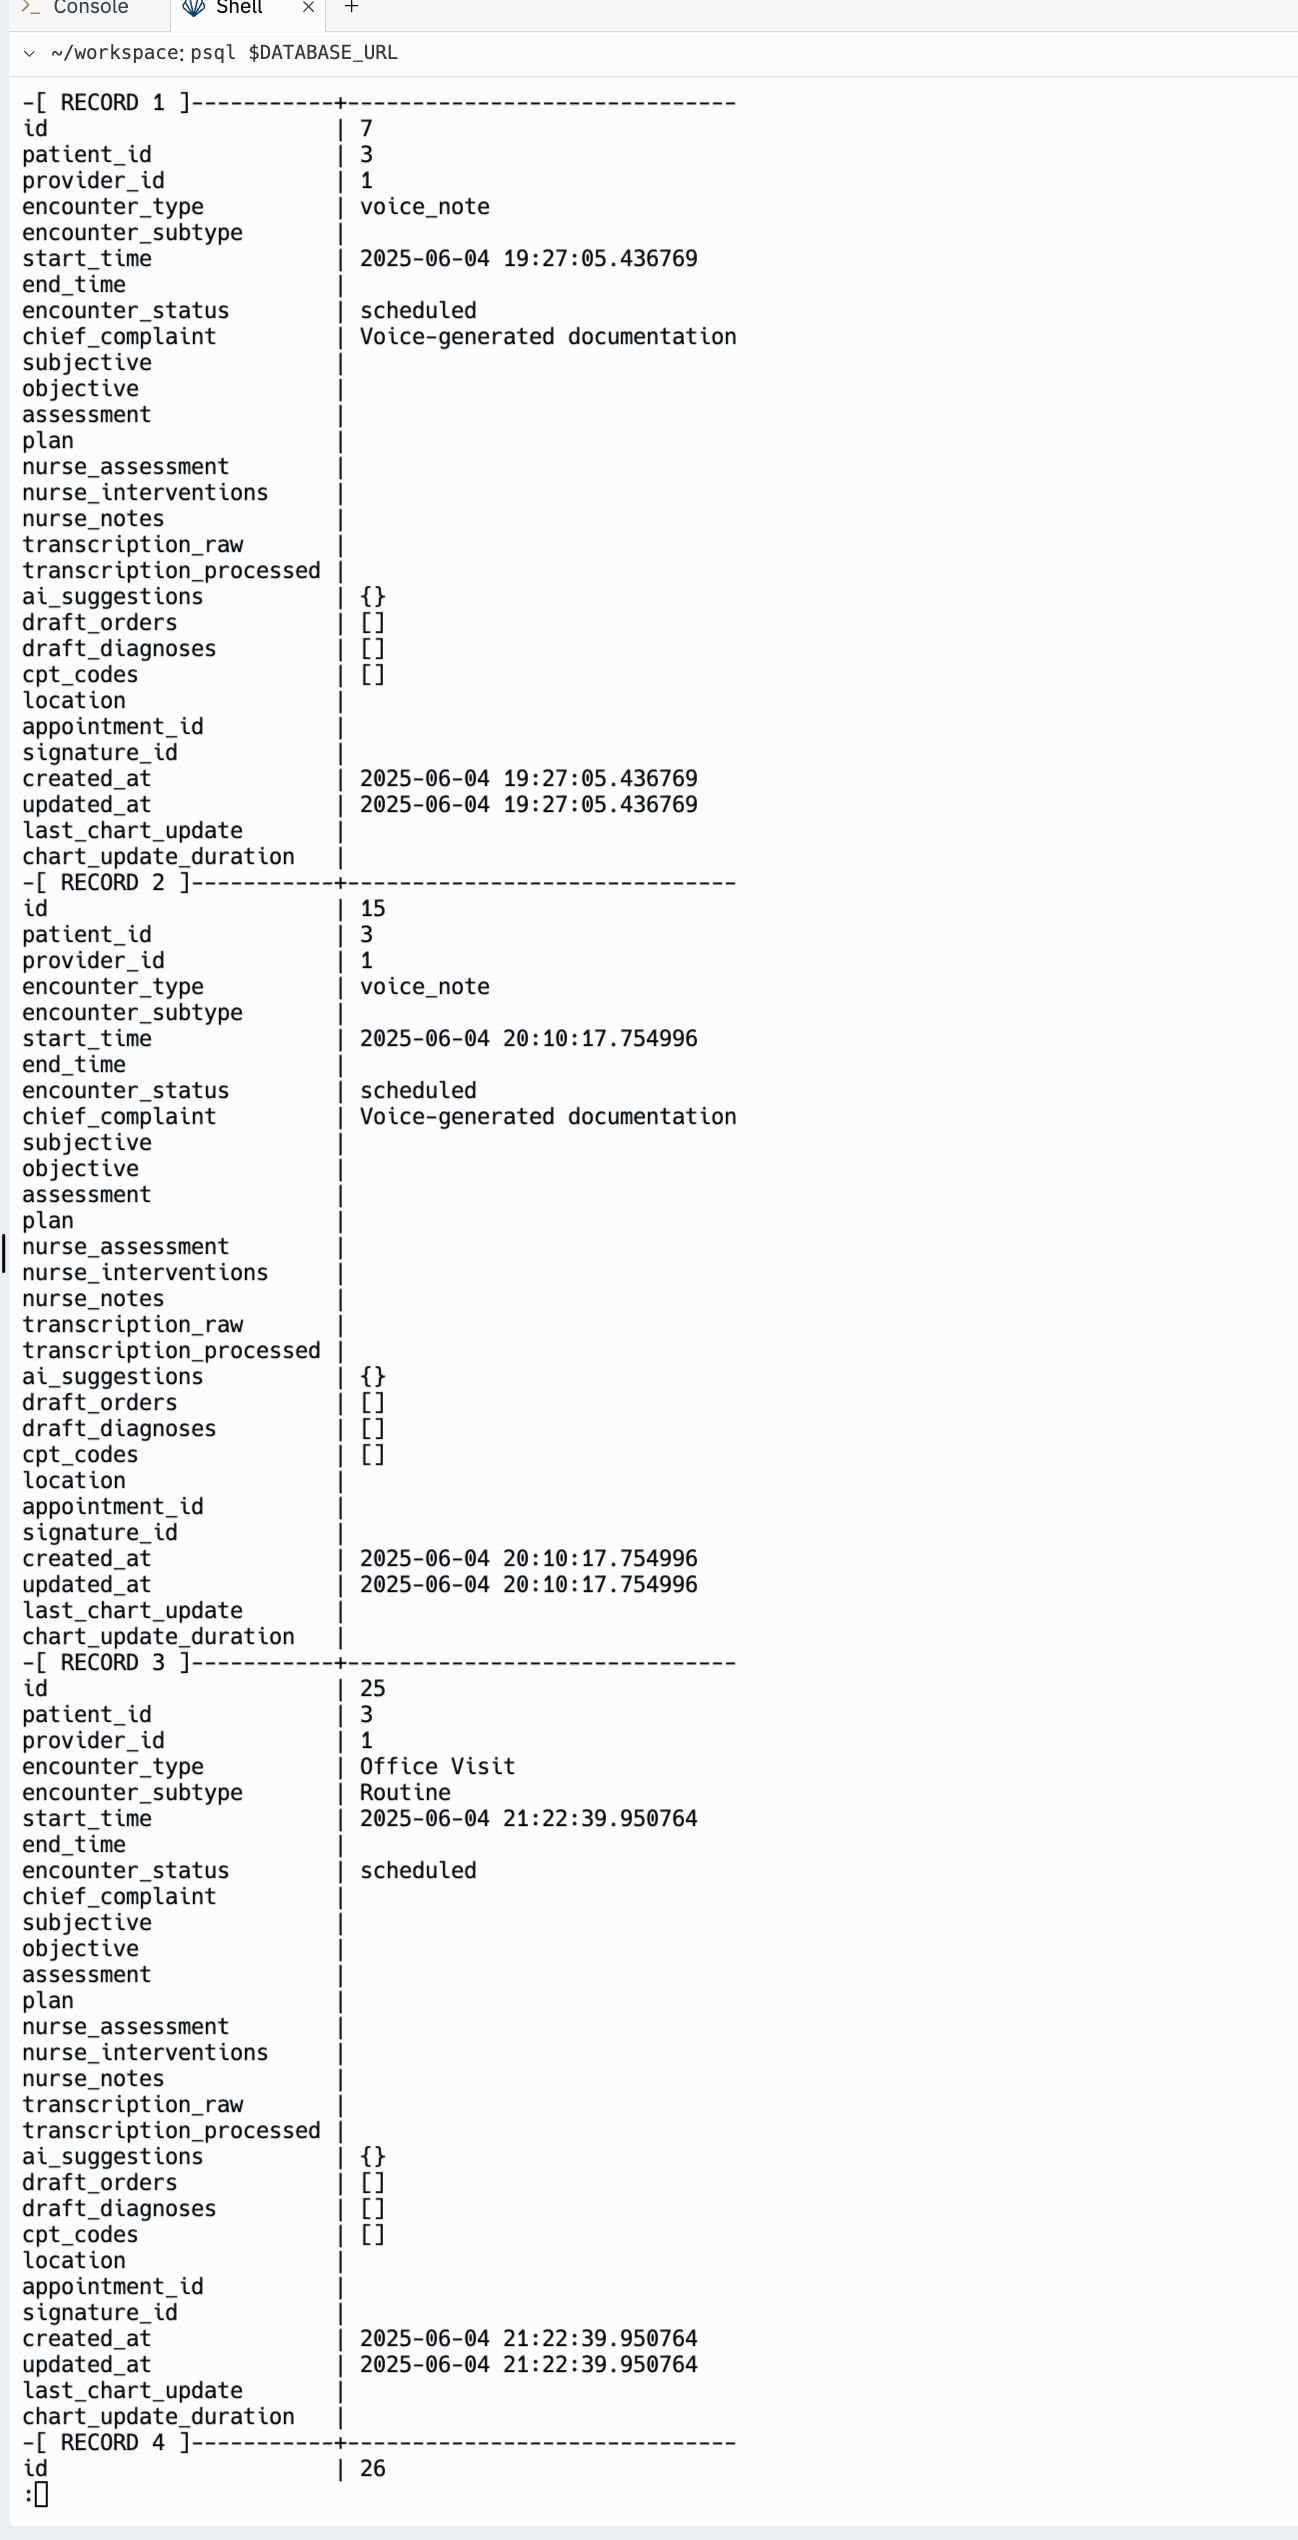 >_ Console Shell × +
~/workspace: psql $DATABASE_URL
-[ RECORD 1 ]-----------+------------------------------
id | 7
patient_id | 3
provider_id | 1
encounter_type | voice_note
encounter_subtype |
start_time | 2025-06-04 19:27:05.436769
end_time |
encounter_status | scheduled
chief_complaint | Voice-generated documentation
subjective |
objective |
assessment |
plan |
nurse_assessment |
nurse_interventions |
nurse_notes |
transcription_raw |
transcription_processed |
ai_suggestions | {}
draft_orders | []
draft_diagnoses | []
cpt_codes | []
location |
appointment_id |
signature_id |
created_at | 2025-06-04 19:27:05.436769
updated_at | 2025-06-04 19:27:05.436769
last_chart_update |
chart_update_duration |
-[ RECORD 2 ]-----------+------------------------------
id | 15
patient_id | 3
provider_id | 1
encounter_type | voice_note
encounter_subtype |
start_time | 2025-06-04 20:10:17.754996
end_time |
encounter_status | scheduled
chief_complaint | Voice-generated documentation
subjective |
objective |
assessment |
plan |
nurse_assessment |
nurse_interventions |
nurse_notes |
transcription_raw |
transcription_processed |
ai_suggestions | {}
draft_orders | []
draft_diagnoses | []
cpt_codes | []
location |
appointment_id |
signature_id |
created_at | 2025-06-04 20:10:17.754996
updated_at | 2025-06-04 20:10:17.754996
last_chart_update |
chart_update_duration |
-[ RECORD 3 ]-----------+------------------------------
id | 25
patient_id | 3
provider_id | 1
encounter_type | Office Visit
encounter_subtype | Routine
start_time | 2025-06-04 21:22:39.950764
end_time |
encounter_status | scheduled
chief_complaint |
subjective |
objective |
assessment |
plan |
nurse_assessment |
nurse_interventions |
nurse_notes |
transcription_raw |
transcription_processed |
ai_suggestions | {}
draft_orders | []
draft_diagnoses | []
cpt_codes | []
location |
appointment_id |
signature_id |
created_at | 2025-06-04 21:22:39.950764
updated_at | 2025-06-04 21:22:39.950764
last_chart_update |
chart_update_duration |
-[ RECORD 4 ]-----------+------------------------------
id | 26
: